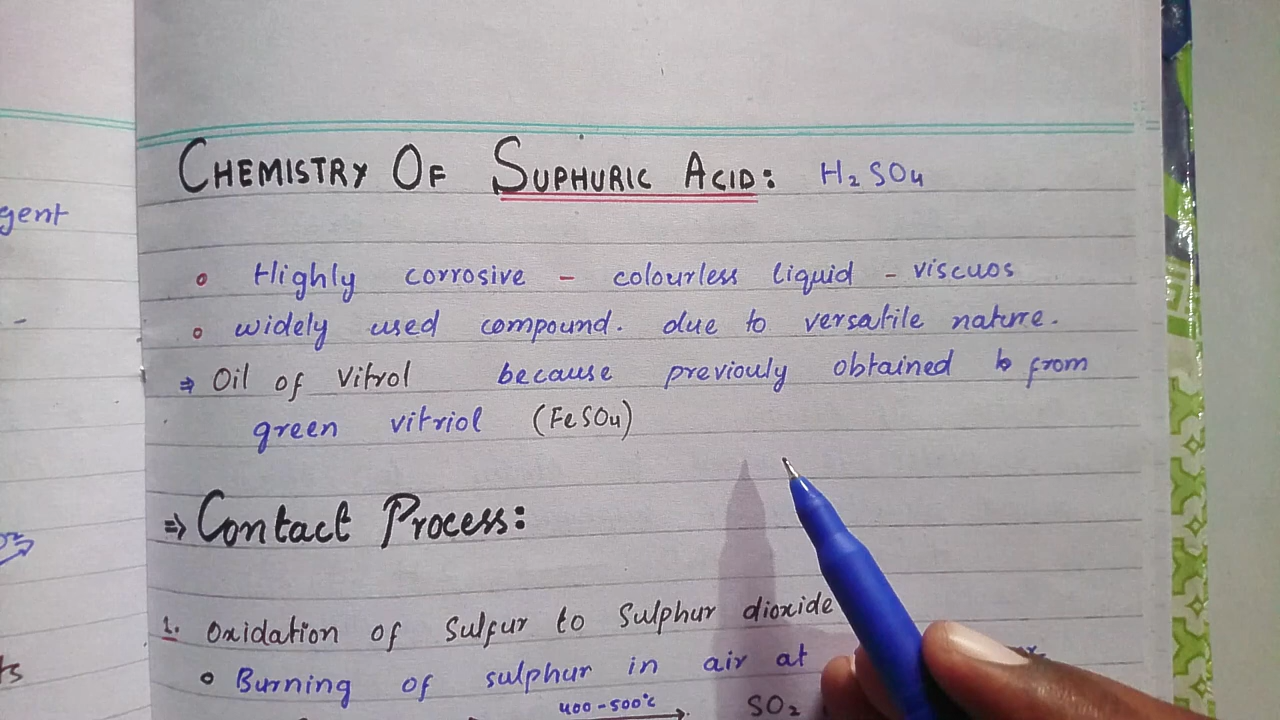 CHEMISTRY OF SUPHURIC ACID: H₂SO₄
gent
Highly corrosive - colourless liquid - viscuos
widely used compound. due to versatile nature.
⇒ Oil of Vitrol because previouly obtained from
green vitriol (FeSO₄)
⇒ Contact Process:
1. Oxidation of Sulfur to Sulphur dioxide
Burning of sulphur in air at
ts
400-500°C SO₂